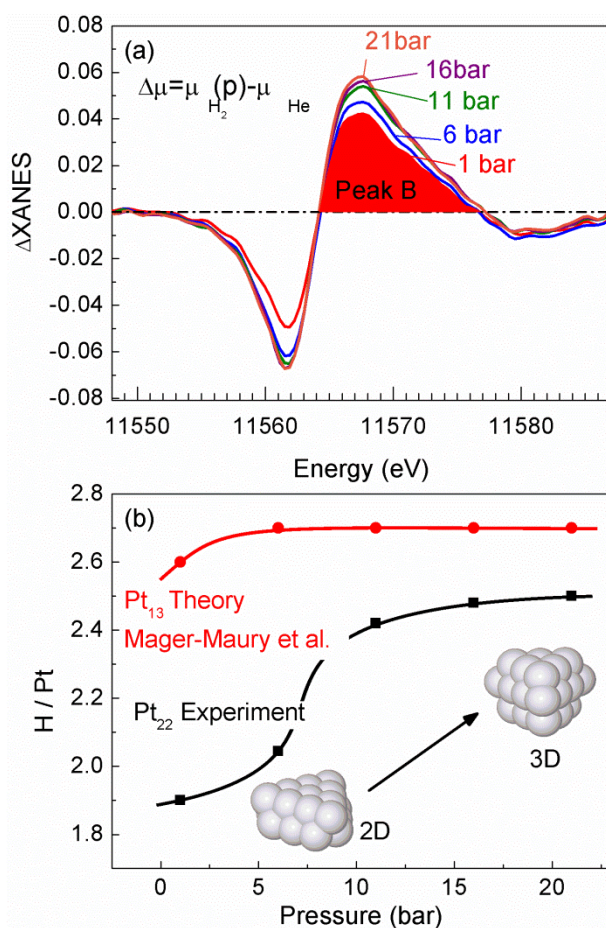 (a)
21bar
16bar
11 bar
6 bar
1 bar
Δμ=μ H₂ (p)-μ He
Peak B
ΔXANES
0.08
0.06
0.04
0.02
0.00
-0.02
-0.04
-0.06
-0.08
11550 11560 11570 11580
Energy (eV)
(b)
H / Pt
2.8
2.7
2.6
2.4
2.2
2.0
1.8
Pt₁₃ Theory
Mager-Maury et al.
Pt₂₂ Experiment
2D
3D
0 5 10 15 20
Pressure (bar)